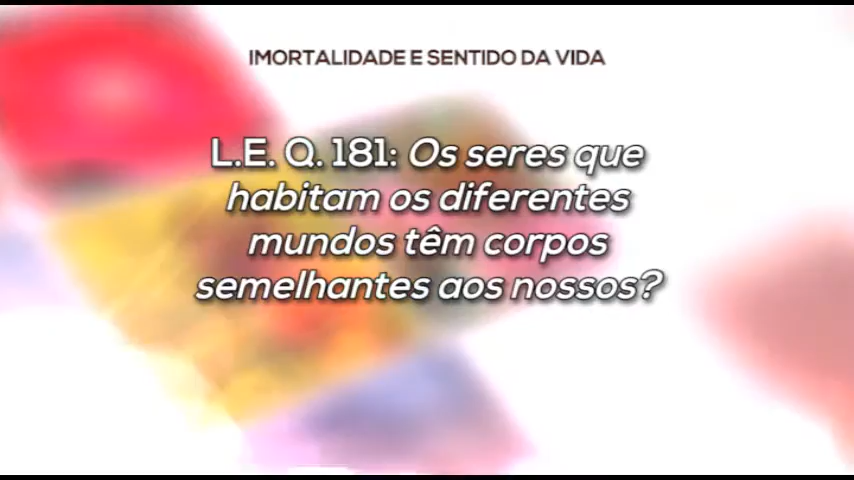 IMORTALIDADE E SENTIDO DA VIDA
L.E. Q. 181: Os seres que
habitam os diferentes
mundos têm corpos
semelhantes aos nossos?